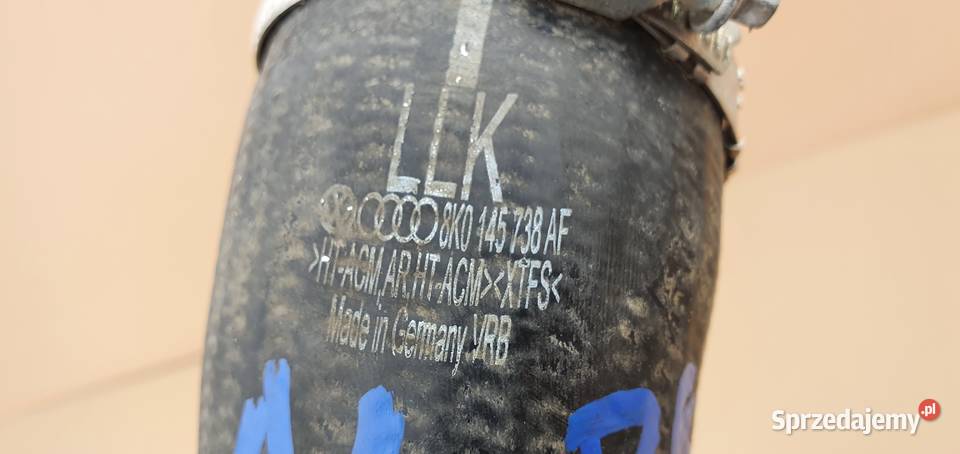 LLK
8K0 145 738 AF
>HT-ACM,AR,HT-ACM><XTFS<
Made in Germany .VRB
Sprzedajemy.pl